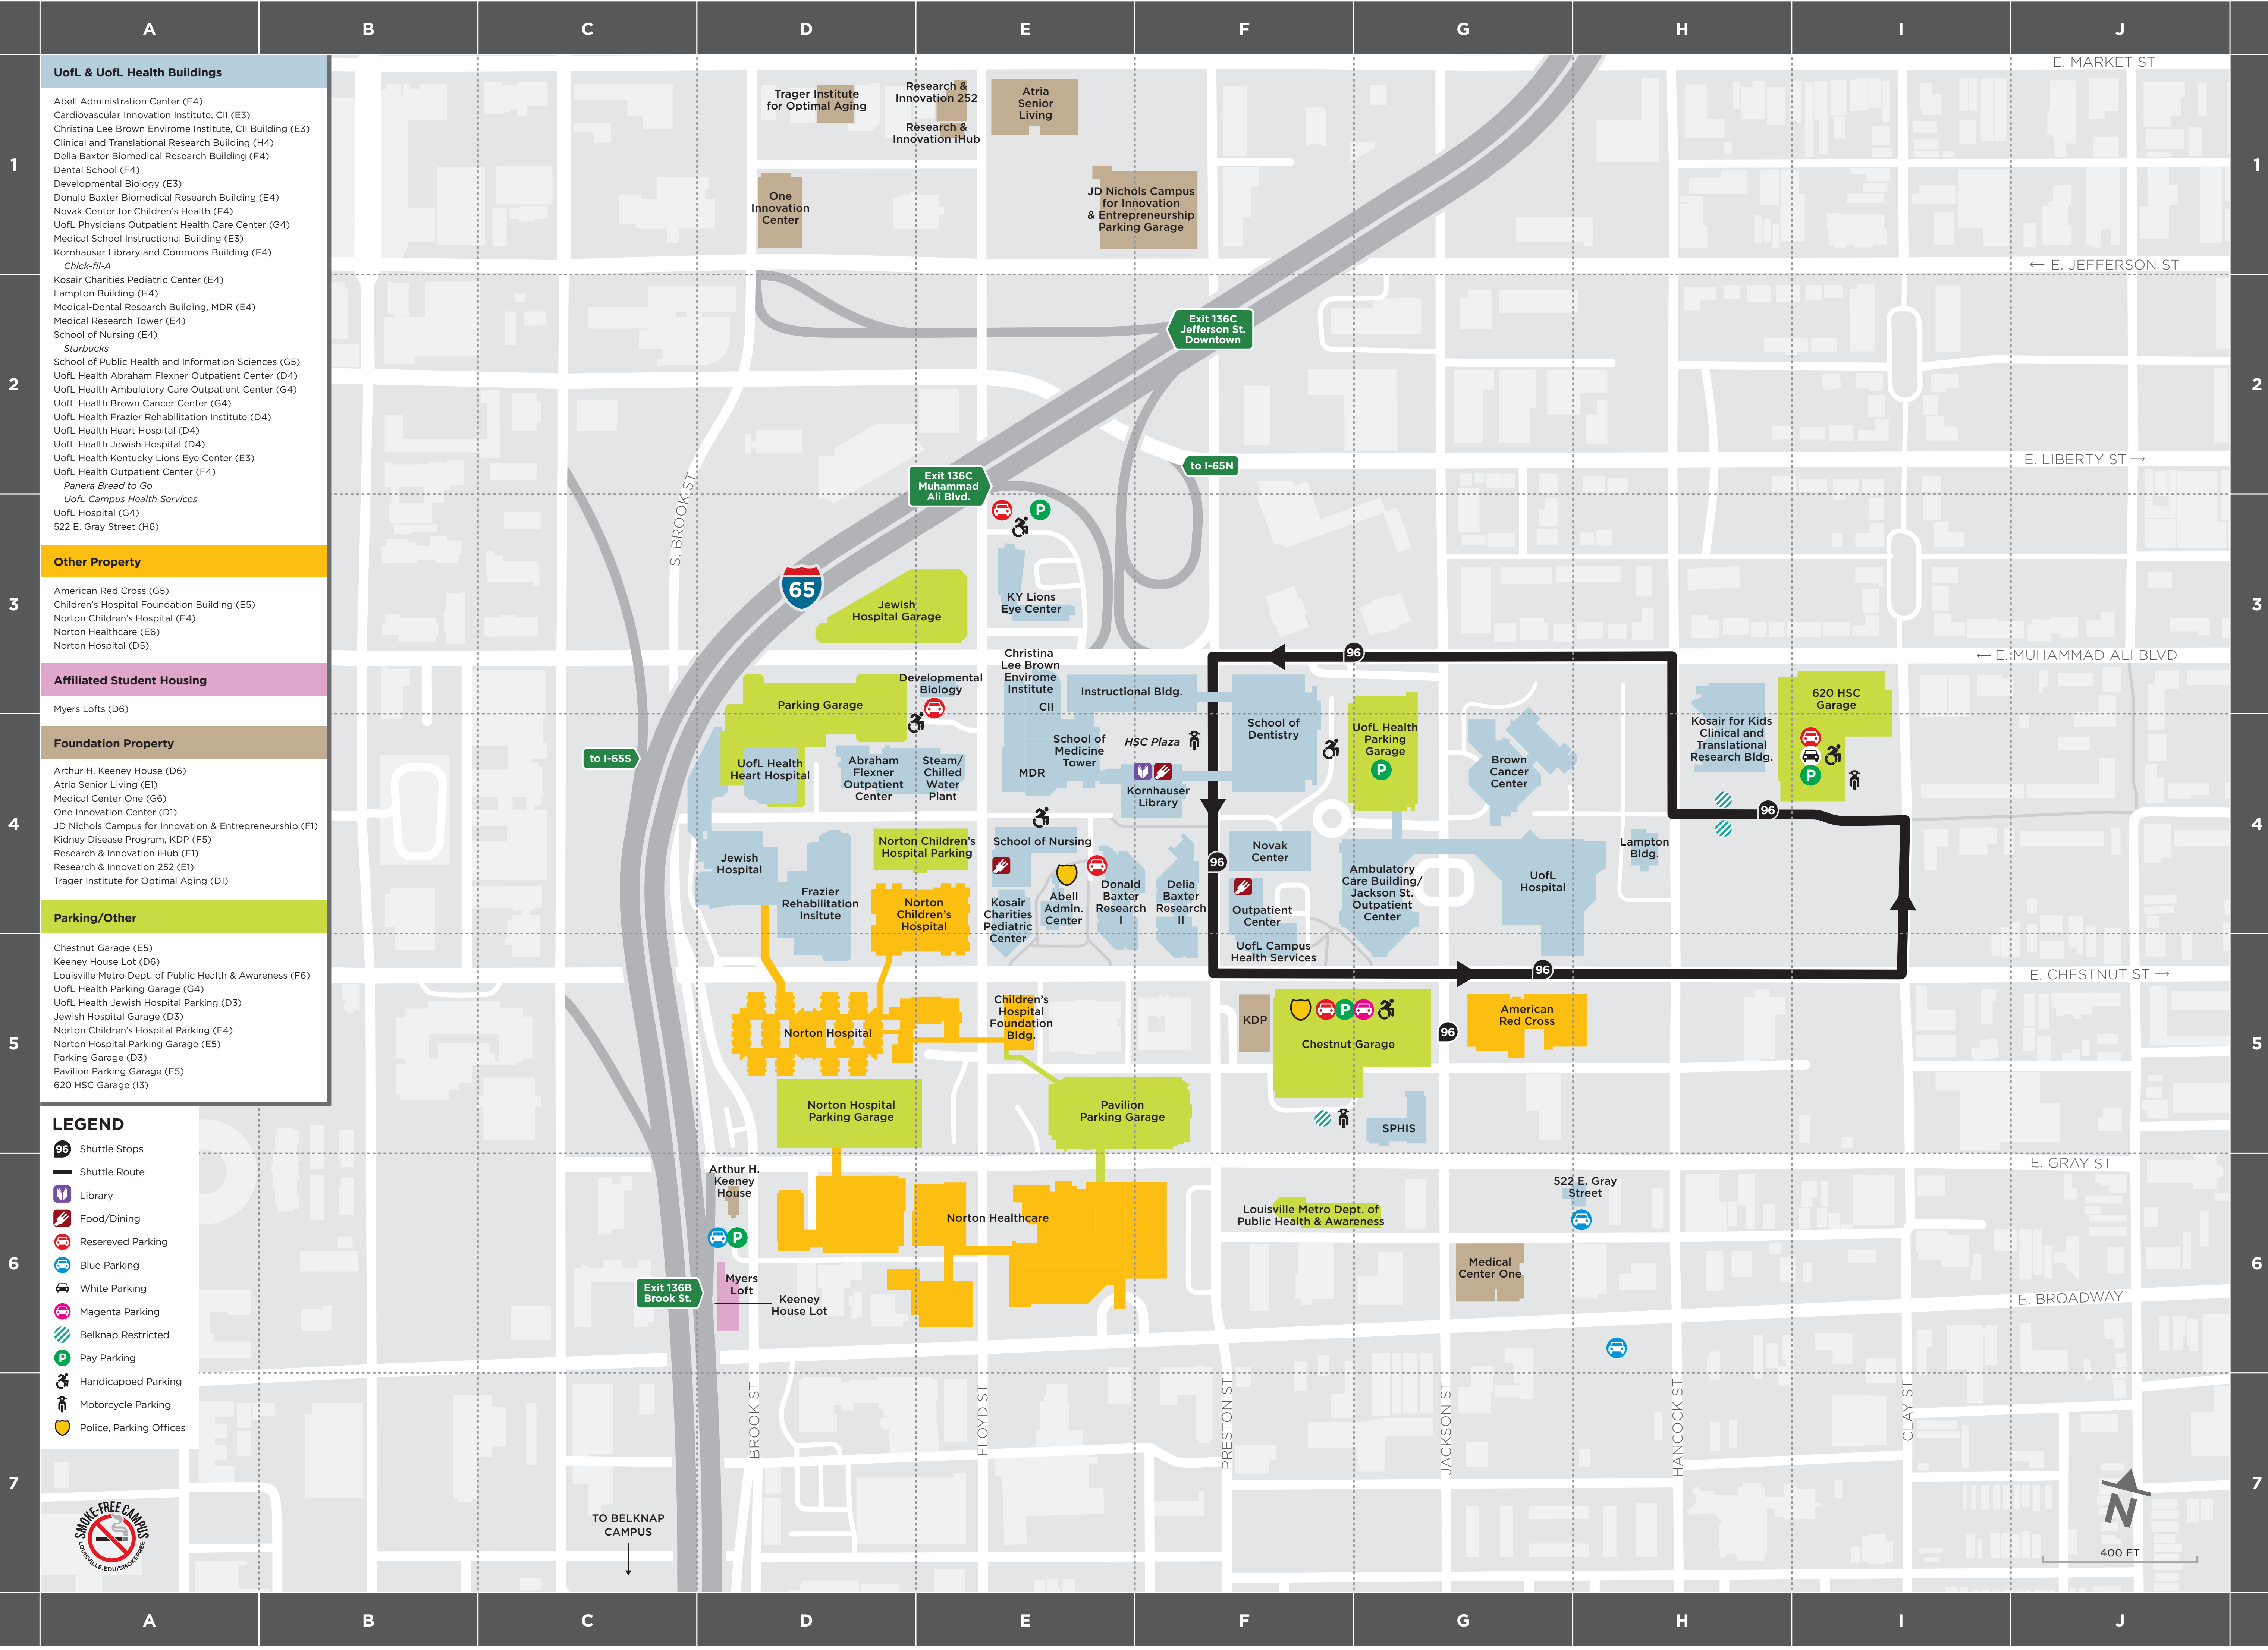 A B C D E F G H I J
1
2
3
4
5
6
7
UofL & UofL Health Buildings
Abell Administration Center (E4)
Cardiovascular Innovation Institute, CII (E3)
Christina Lee Brown Envirome Institute, CII Building (E3)
Clinical and Translational Research Building (H4)
Delia Baxter Biomedical Research Building (F4)
Dental School (F4)
Developmental Biology (E3)
Donald Baxter Biomedical Research Building (E4)
Novak Center for Children's Health (F4)
UofL Physicians Outpatient Health Care Center (G4)
Medical School Instructional Building (E3)
Kornhauser Library and Commons Building (F4)
Chick-fil-A
Kosair Charities Pediatric Center (E4)
Lampton Building (H4)
Medical-Dental Research Building, MDR (E4)
Medical Research Tower (E4)
School of Nursing (E4)
Starbucks
School of Public Health and Information Sciences (G5)
UofL Health Abraham Flexner Outpatient Center (D4)
UofL Health Ambulatory Care Outpatient Center (G4)
UofL Health Brown Cancer Center (G4)
UofL Health Frazier Rehabilitation Institute (D4)
UofL Health Heart Hospital (D4)
UofL Health Jewish Hospital (D4)
UofL Health Kentucky Lions Eye Center (E3)
UofL Health Outpatient Center (F4)
Panera Bread to Go
UofL Campus Health Services
UofL Hospital (G4)
522 E. Gray Street (H6)
Other Property
American Red Cross (G5)
Children's Hospital Foundation Building (E5)
Norton Children's Hospital (E4)
Norton Healthcare (E6)
Norton Hospital (D5)
Affiliated Student Housing
Myers Lofts (D6)
Foundation Property
Arthur H. Keeney House (D6)
Atria Senior Living (E1)
Medical Center One (G6)
One Innovation Center (D1)
JD Nichols Campus for Innovation & Entrepreneurship (F1)
Kidney Disease Program, KDP (F5)
Research & Innovation iHub (E1)
Research & Innovation 252 (E1)
Trager Institute for Optimal Aging (D1)
Parking/Other
Chestnut Garage (E5)
Keeney House Lot (D6)
Louisville Metro Dept. of Public Health & Awareness (F6)
UofL Health Parking Garage (G4)
UofL Health Jewish Hospital Parking (D3)
Jewish Hospital Garage (D3)
Norton Children's Hospital Parking (E4)
Norton Hospital Parking Garage (E5)
Parking Garage (D3)
Pavilion Parking Garage (E5)
620 HSC Garage (I3)
LEGEND
96 Shuttle Stops
Shuttle Route
Library
Food/Dining
Resereved Parking
Blue Parking
White Parking
Magenta Parking
Belknap Restricted
P Pay Parking
Handicapped Parking
Motorcycle Parking
Police, Parking Offices
SMOKE-FREE CAMPUS
LOUISVILLE.EDU/SMOKEFREE
Trager Institute
for Optimal Aging
Research &
Innovation 252
Research &
Innovation iHub
Atria
Senior
Living
One
Innovation
Center
JD Nichols Campus
for Innovation
& Entrepreneurship
Parking Garage
E. MARKET ST
← E. JEFFERSON ST
Exit 136C
Jefferson St.
Downtown
to I-65N
E. LIBERTY ST →
Exit 136C
Muhammad
Ali Blvd.
S. BROOK ST
P
65
Jewish
Hospital Garage
KY Lions
Eye Center
← E. MUHAMMAD ALI BLVD
96
Christina
Lee Brown
Envirome
Institute
CII
Developmental
Biology
Instructional Bldg.
Parking Garage
620 HSC
Garage
P
School of
Dentistry
UofL Health
Parking
Garage
P
Kosair for Kids
Clinical and
Translational
Research Bldg.
School of
Medicine
Tower
HSC Plaza
MDR
to I-65S
UofL Health
Heart Hospital
Abraham
Flexner
Outpatient
Center
Steam/
Chilled
Water
Plant
Brown
Cancer
Center
Kornhauser
Library
96
Norton Children's
Hospital Parking
School of Nursing
Novak
Center
96
Lampton
Bldg.
Jewish
Hospital
Frazier
Rehabilitation
Insitute
Norton
Children's
Hospital
Kosair
Charities
Pediatric
Center
Abell
Admin.
Center
Donald
Baxter
Research
I
Delia
Baxter
Research
II
Outpatient
Center
UofL Campus
Health Services
Ambulatory
Care Building/
Jackson St.
Outpatient
Center
UofL
Hospital
96
E. CHESTNUT ST →
Norton Hospital
Children's
Hospital
Foundation
Bldg.
KDP
P
Chestnut Garage
96
American
Red Cross
Norton Hospital
Parking Garage
Pavilion
Parking Garage
SPHIS
E. GRAY ST
Arthur H.
Keeney
House
P
Norton Healthcare
Louisville Metro Dept. of
Public Health & Awareness
522 E. Gray
Street
Medical
Center One
Exit 136B
Brook St.
Myers
Loft
Keeney
House Lot
E. BROADWAY
BROOK ST
FLOYD ST
PRESTON ST
JACKSON ST
HANCOCK ST
CLAY ST
TO BELKNAP
CAMPUS
N
400 FT
1
2
3
4
5
6
7
A B C D E F G H I J